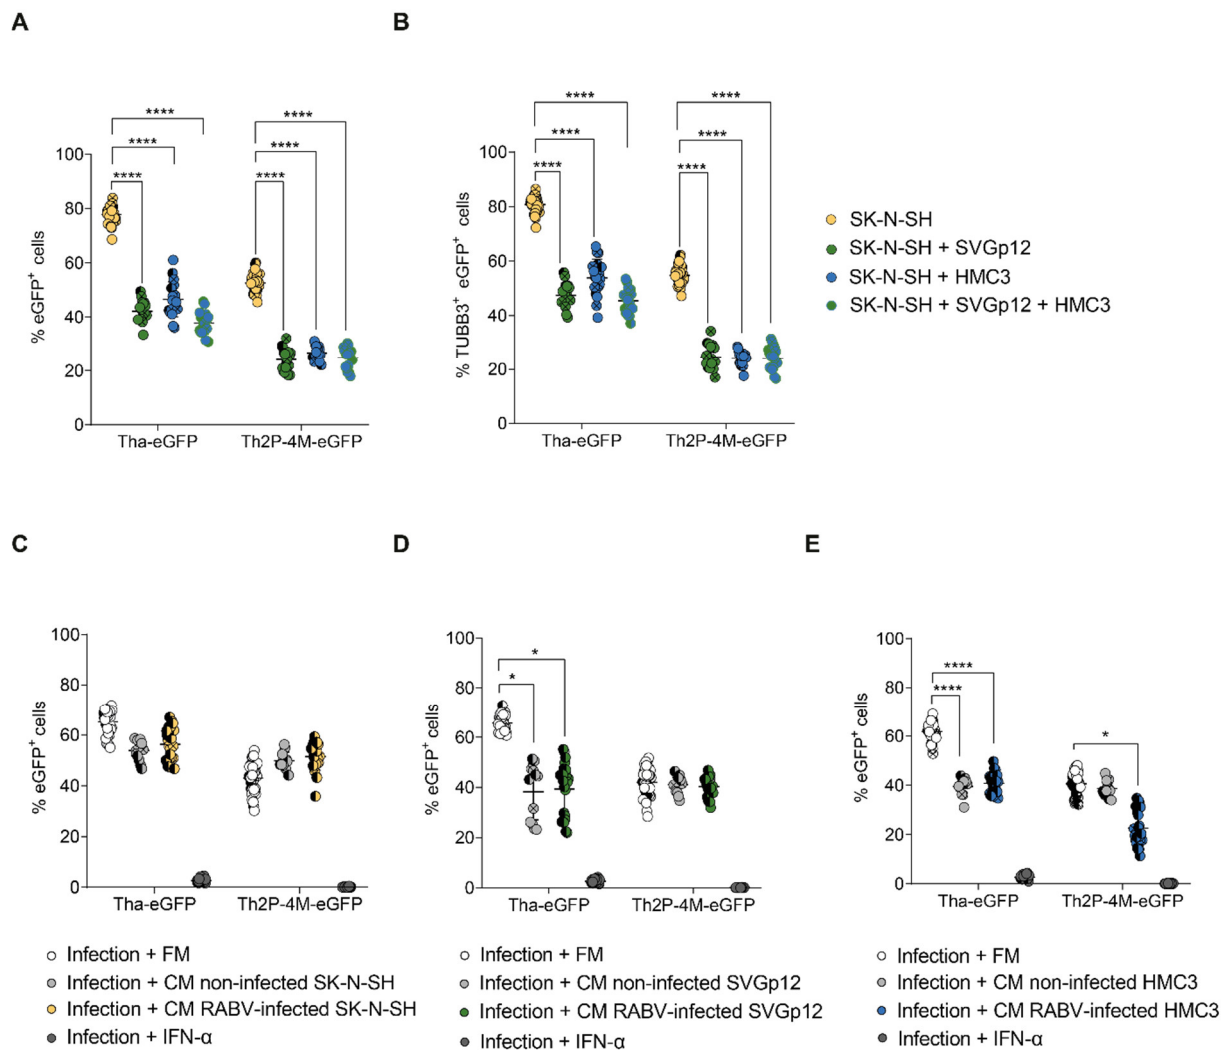 A
B
**** **** ****
**** **** ****
**** **** ****
**** **** ****
% eGFP+ cells
100
80
60
40
20
0
Tha-eGFP Th2P-4M-eGFP
% TUBB3+ eGFP+ cells
100
80
60
40
20
0
Tha-eGFP Th2P-4M-eGFP
SK-N-SH
SK-N-SH + SVGp12
SK-N-SH + HMC3
SK-N-SH + SVGp12 + HMC3
C
D
E
% eGFP+ cells
100
80
60
40
20
0
Tha-eGFP Th2P-4M-eGFP
Infection + FM
Infection + CM non-infected SK-N-SH
Infection + CM RABV-infected SK-N-SH
Infection + IFN-α
% eGFP+ cells
100
80
60
40
20
0
*
*
Tha-eGFP Th2P-4M-eGFP
Infection + FM
Infection + CM non-infected SVGp12
Infection + CM RABV-infected SVGp12
Infection + IFN-α
% eGFP+ cells
100
80
60
40
20
0
****
****
*
Tha-eGFP Th2P-4M-eGFP
Infection + FM
Infection + CM non-infected HMC3
Infection + CM RABV-infected HMC3
Infection + IFN-α